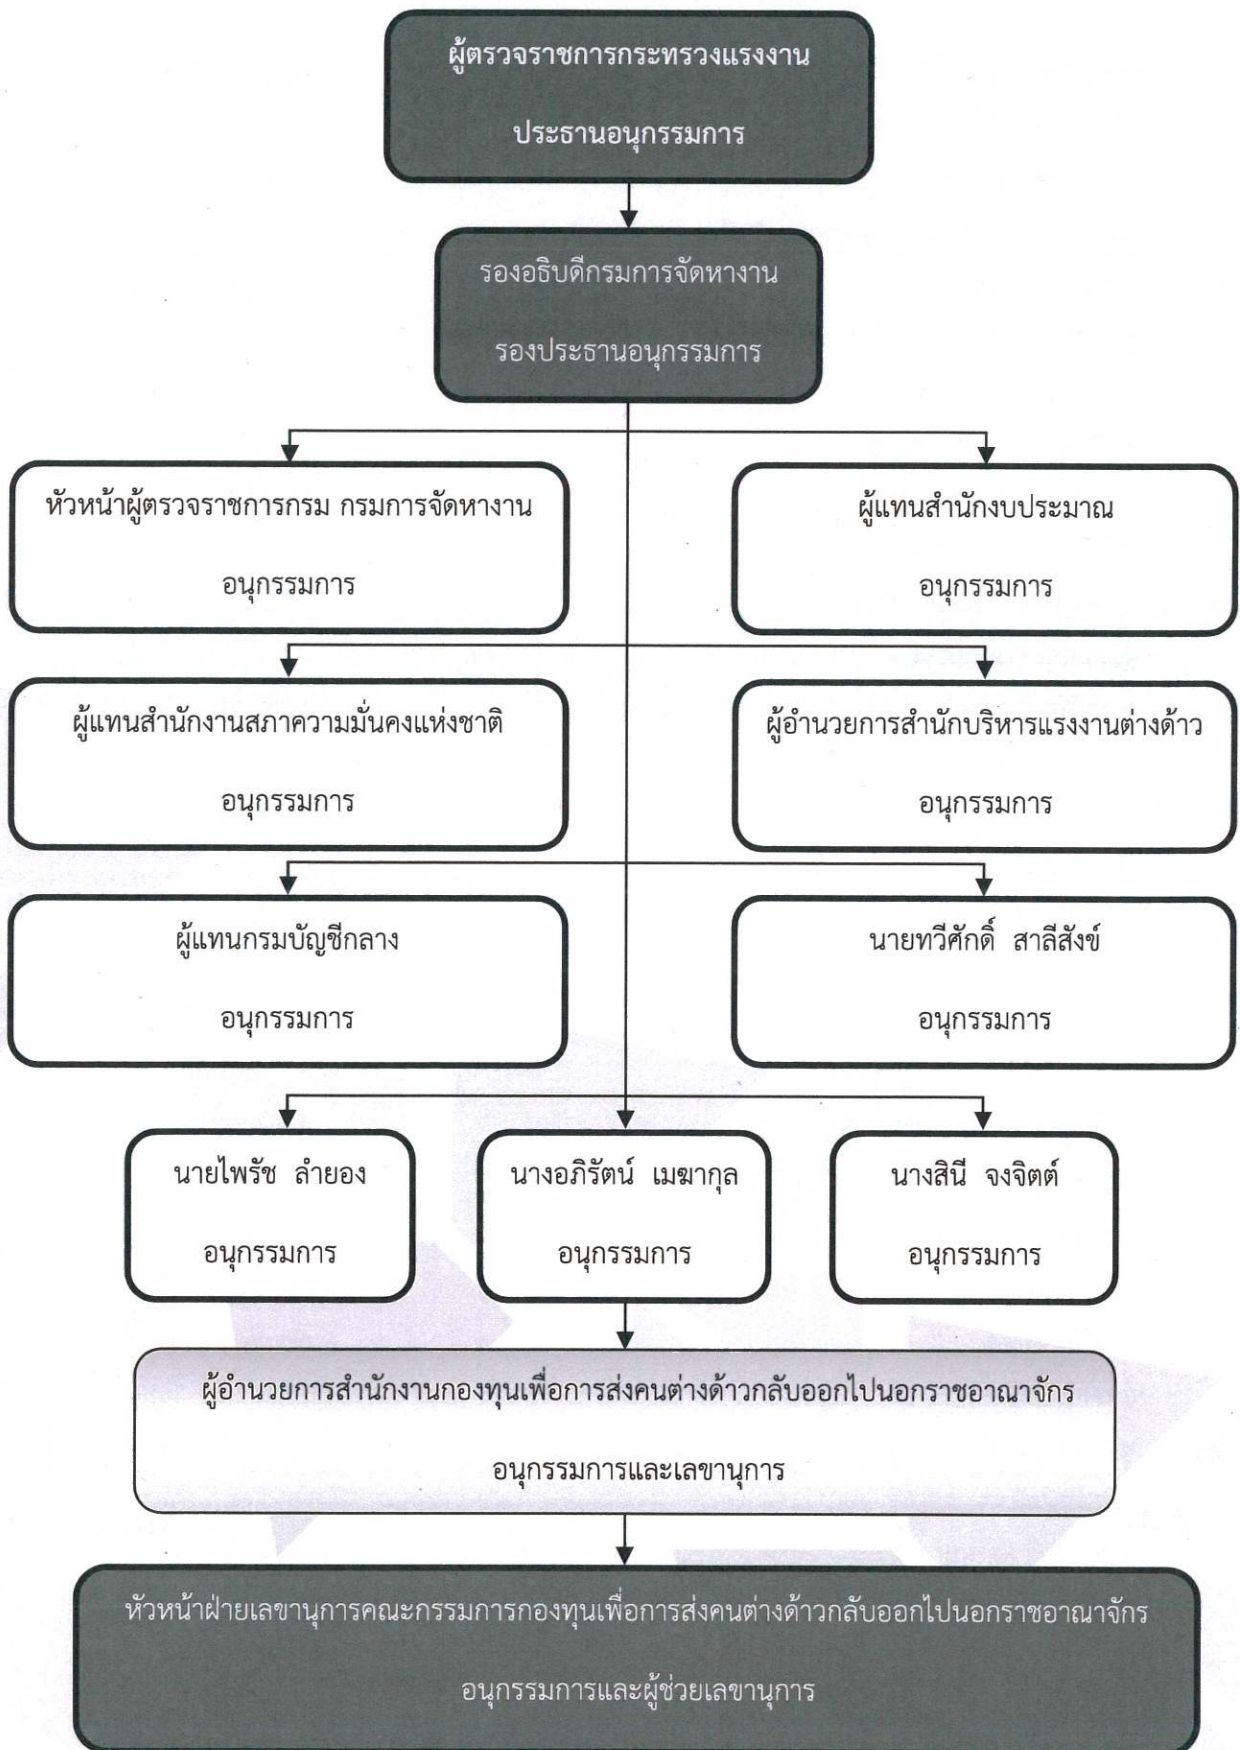 ผู้ตรวจราชการกระทรวงแรงงาน
ประธานอนุกรรมการ
รองอธิบดีกรมการจัดหางาน
รองประธานอนุกรรมการ
หัวหน้าผู้ตรวจราชการกรม กรมการจัดหางาน
อนุกรรมการ
ผู้แทนสำนักงบประมาณ
อนุกรรมการ
ผู้แทนสำนักงานสภาความมั่นคงแห่งชาติ
อนุกรรมการ
ผู้อำนวยการสำนักบริหารแรงงานต่างด้าว
อนุกรรมการ
ผู้แทนกรมบัญชีกลาง
อนุกรรมการ
นายทวีศักดิ์ สาลีสังข์
อนุกรรมการ
นายไพรัช ลำยอง
อนุกรรมการ
นางอภิรัตน์ เมฆากุล
อนุกรรมการ
นางสินี จงจิตต์
อนุกรรมการ
ผู้อำนวยการสำนักงานกองทุนเพื่อการส่งคนต่างด้าวกลับออกไปนอกราชอาณาจักร
อนุกรรมการและเลขานุการ
หัวหน้าฝ่ายเลขานุการคณะกรรมการกองทุนเพื่อการส่งคนต่างด้าวกลับออกไปนอกราชอาณาจักร
อนุกรรมการและผู้ช่วยเลขานุการ